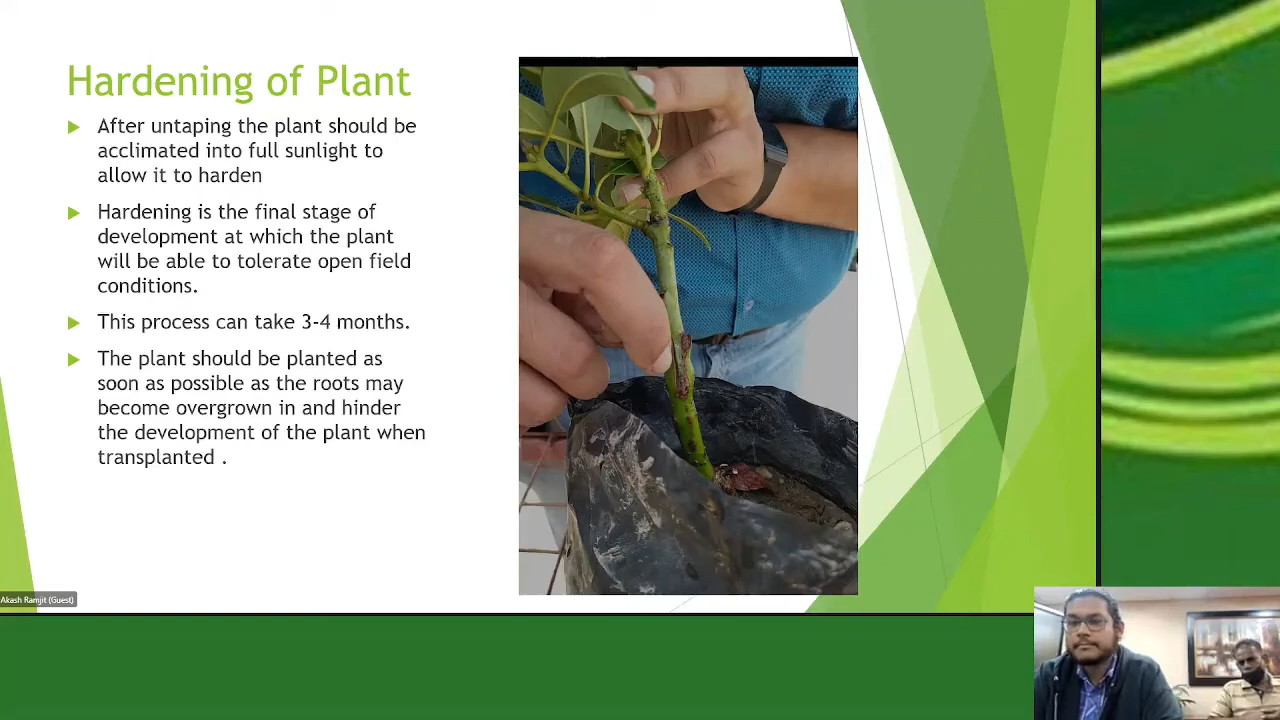 Hardening of Plant
After untaping the plant should be
acclimated into full sunlight to
allow it to harden
Hardening is the final stage of
development at which the plant
will be able to tolerate open field
conditions.
This process can take 3-4 months.
The plant should be planted as
soon as possible as the roots may
become overgrown in and hinder
the development of the plant when
transplanted .
Akash Ramjit (Guest)